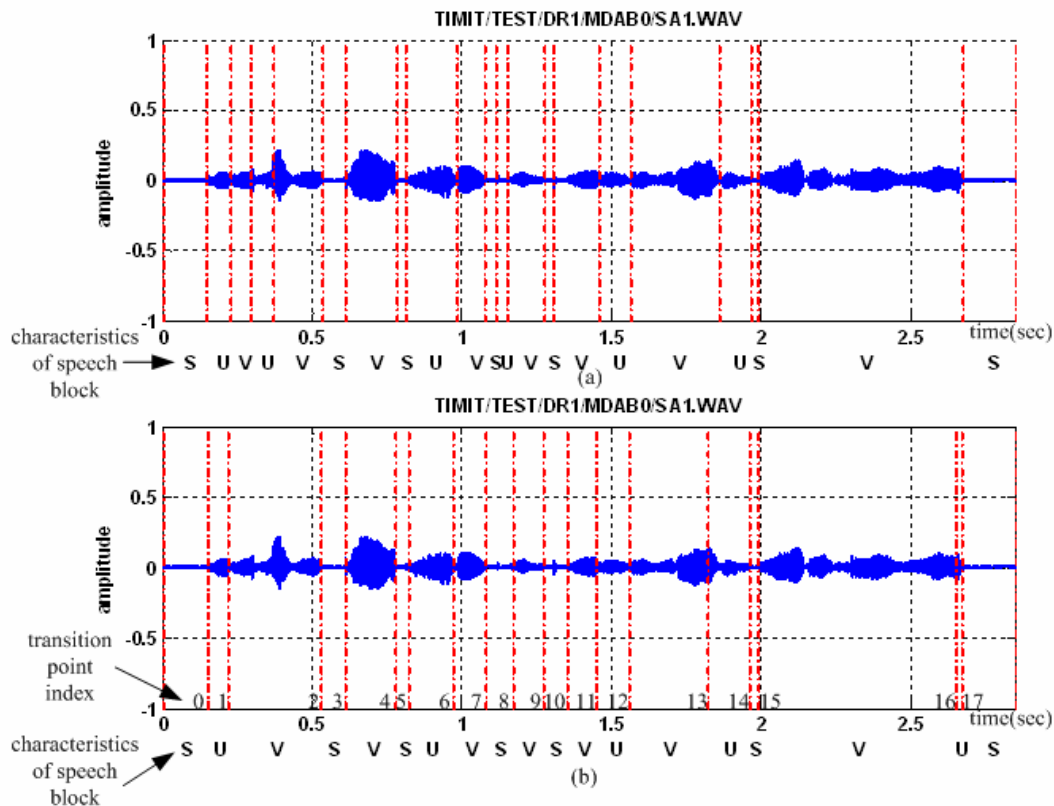 TIMIT/TEST/DR1/MDAB0/SA1.WAV
1
0.5
0
-0.5
-1
amplitude
0 0.5 1 1.5 2 2.5 time(sec)
characteristics
of speech
block
S U V U V S V S U V S U V S V U V U S V S
(a)
TIMIT/TEST/DR1/MDAB0/SA1.WAV
1
0.5
0
-0.5
-1
amplitude
transition
point
index
0 1 2 3 4 5 6 7 8 9 10 11 12 13 14 15 16 17
0 0.5 1 1.5 2 2.5 time(sec)
characteristics
of speech
block
S U V S V S U V S V S V U V U S V U S
(b)